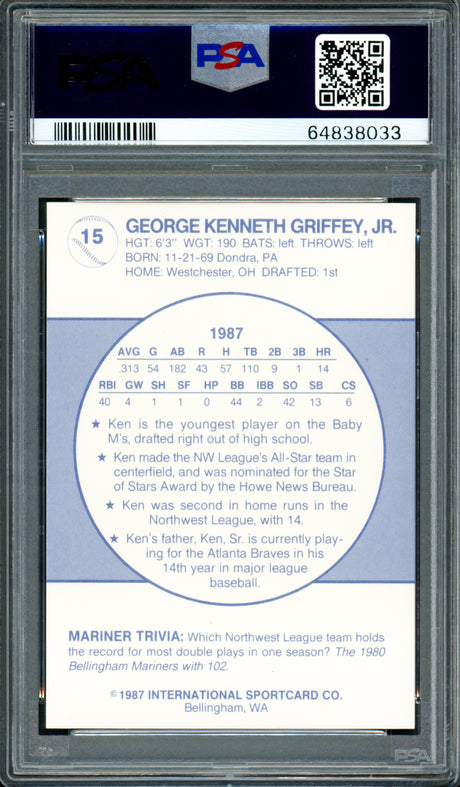 PSA
PSA
64838033
15
GEORGE KENNETH GRIFFEY, JR.
HGT: 6'3" WGT: 190 BATS: left THROWS: left
BORN: 11-21-69 Dondra, PA
HOME: Westchester, OH DRAFTED: 1st
1987
AVG G AB R H TB 2B 3B HR
.313 54 182 43 57 110 9 1 14
RBI GW SH SF HP BB IBB SO SB CS
40 4 1 1 0 44 2 42 13 6
★ Ken is the youngest player on the Baby
M's, drafted right out of high school.
★ Ken made the NW League's All-Star team in
centerfield, and was nominated for the Star
of Stars Award by the Howe News Bureau.
★ Ken was second in home runs in the
Northwest League, with 14.
★ Ken's father, Ken, Sr. is currently play-
ing for the Atlanta Braves in his
14th year in major league
baseball.
MARINER TRIVIA: Which Northwest League team holds
the record for most double plays in one season? The 1980
Bellingham Mariners with 102.
©1987 INTERNATIONAL SPORTCARD CO.
Bellingham, WA
PSA